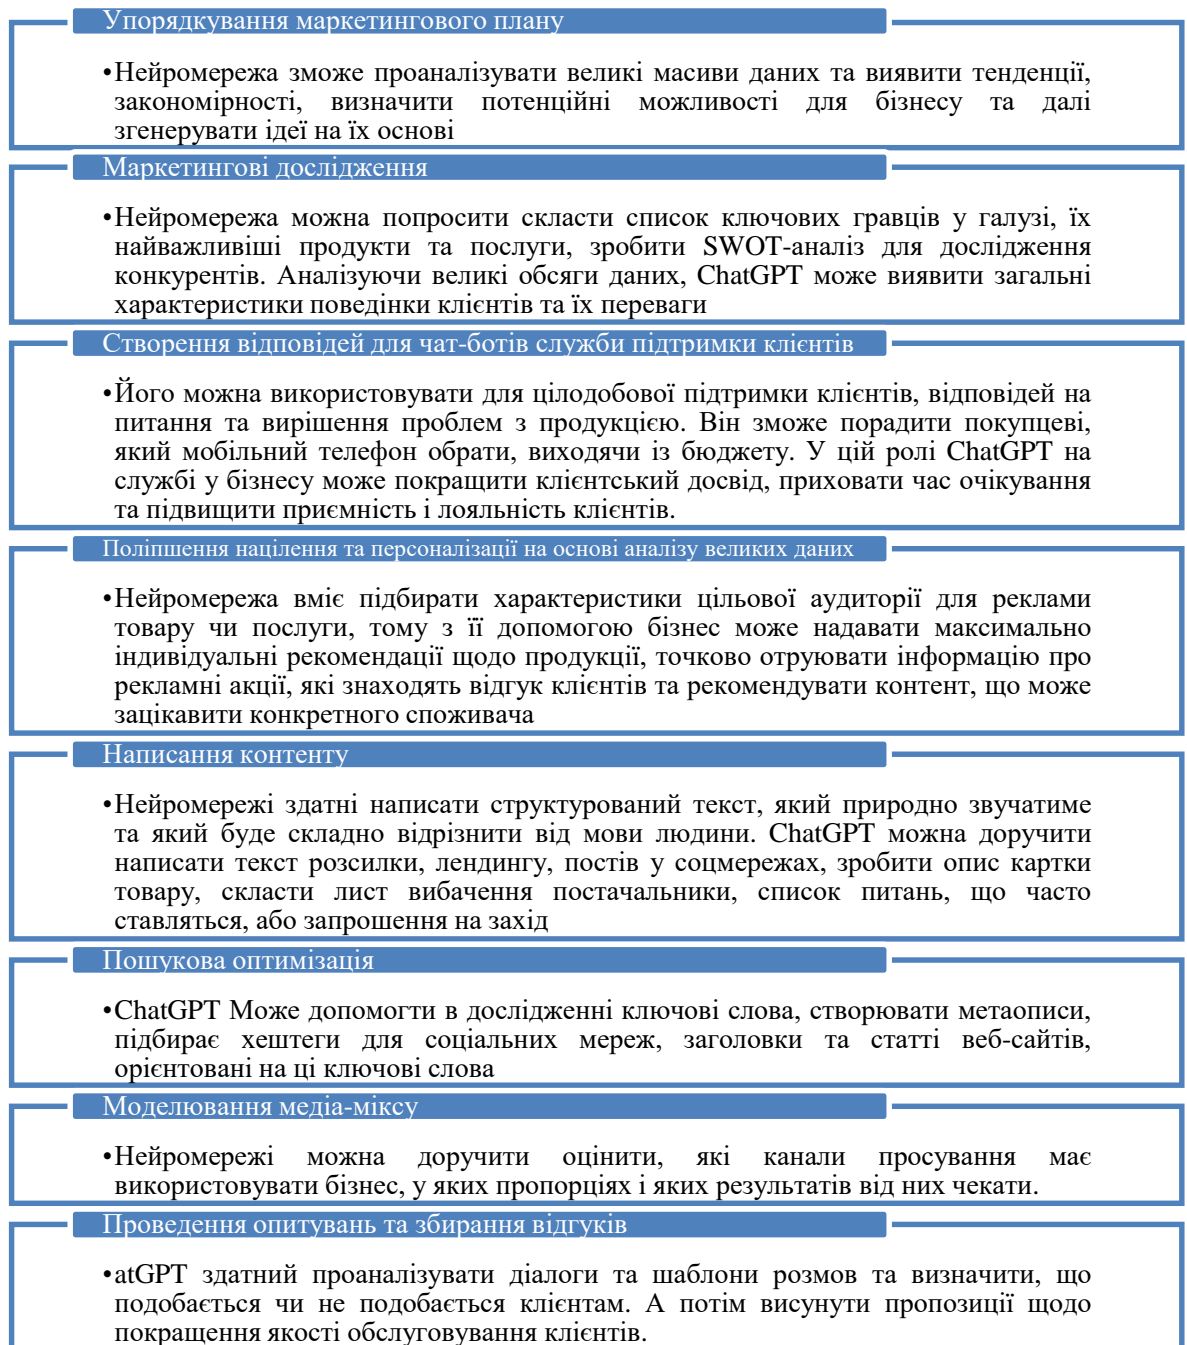 Упорядкування маркетингового плану
•Нейромережа зможе проаналізувати великі масиви даних та виявити тенденції,
закономірності, визначити потенційні можливості для бізнесу та далі
згенерувати ідеї на їх основі
Маркетингові дослідження
•Нейромережа можна попросити скласти список ключових гравців у галузі, їх
найважливіші продукти та послуги, зробити SWOT-аналіз для дослідження
конкурентів. Аналізуючи великі обсяги даних, ChatGPT може виявити загальні
характеристики поведінки клієнтів та їх переваги
Створення відповідей для чат-ботів служби підтримки клієнтів
•Його можна використовувати для цілодобової підтримки клієнтів, відповідей на
питання та вирішення проблем з продукцією. Він зможе порадити покупцеві,
який мобільний телефон обрати, виходячи із бюджету. У цій ролі ChatGPT на
службі у бізнесу може покращити клієнтський досвід, приховати час очікування
та підвищити приємність і лояльність клієнтів.
Поліпшення націлення та персоналізації на основі аналізу великих даних
•Нейромережа вміє підбирати характеристики цільової аудиторії для реклами
товару чи послуги, тому з її допомогою бізнес може надавати максимально
індивідуальні рекомендації щодо продукції, точково отруювати інформацію про
рекламні акції, які знаходять відгук клієнтів та рекомендувати контент, що може
зацікавити конкретного споживача
Написання контенту
•Нейромережі здатні написати структурований текст, який природно звучатиме
та який буде складно відрізнити від мови людини. ChatGPT можна доручити
написати текст розсилки, лендингу, постів у соцмережах, зробити опис картки
товару, скласти лист вибачення постачальники, список питань, що часто
ставляться, або запрошення на захід
Пошукова оптимізація
•ChatGPT Може допомогти в дослідженні ключові слова, створювати метаописи,
підбирає хештеги для соціальних мереж, заголовки та статті веб-сайтів,
орієнтовані на ці ключові слова
Моделювання медіа-міксу
•Нейромережі можна доручити оцінити, які канали просування має
використовувати бізнес, у яких пропорціях і яких результатів від них чекати.
Проведення опитувань та збирання відгуків
•atGPT здатний проаналізувати діалоги та шаблони розмов та визначити, що
подобається чи не подобається клієнтам. А потім висунути пропозиції щодо
покращення якості обслуговування клієнтів.